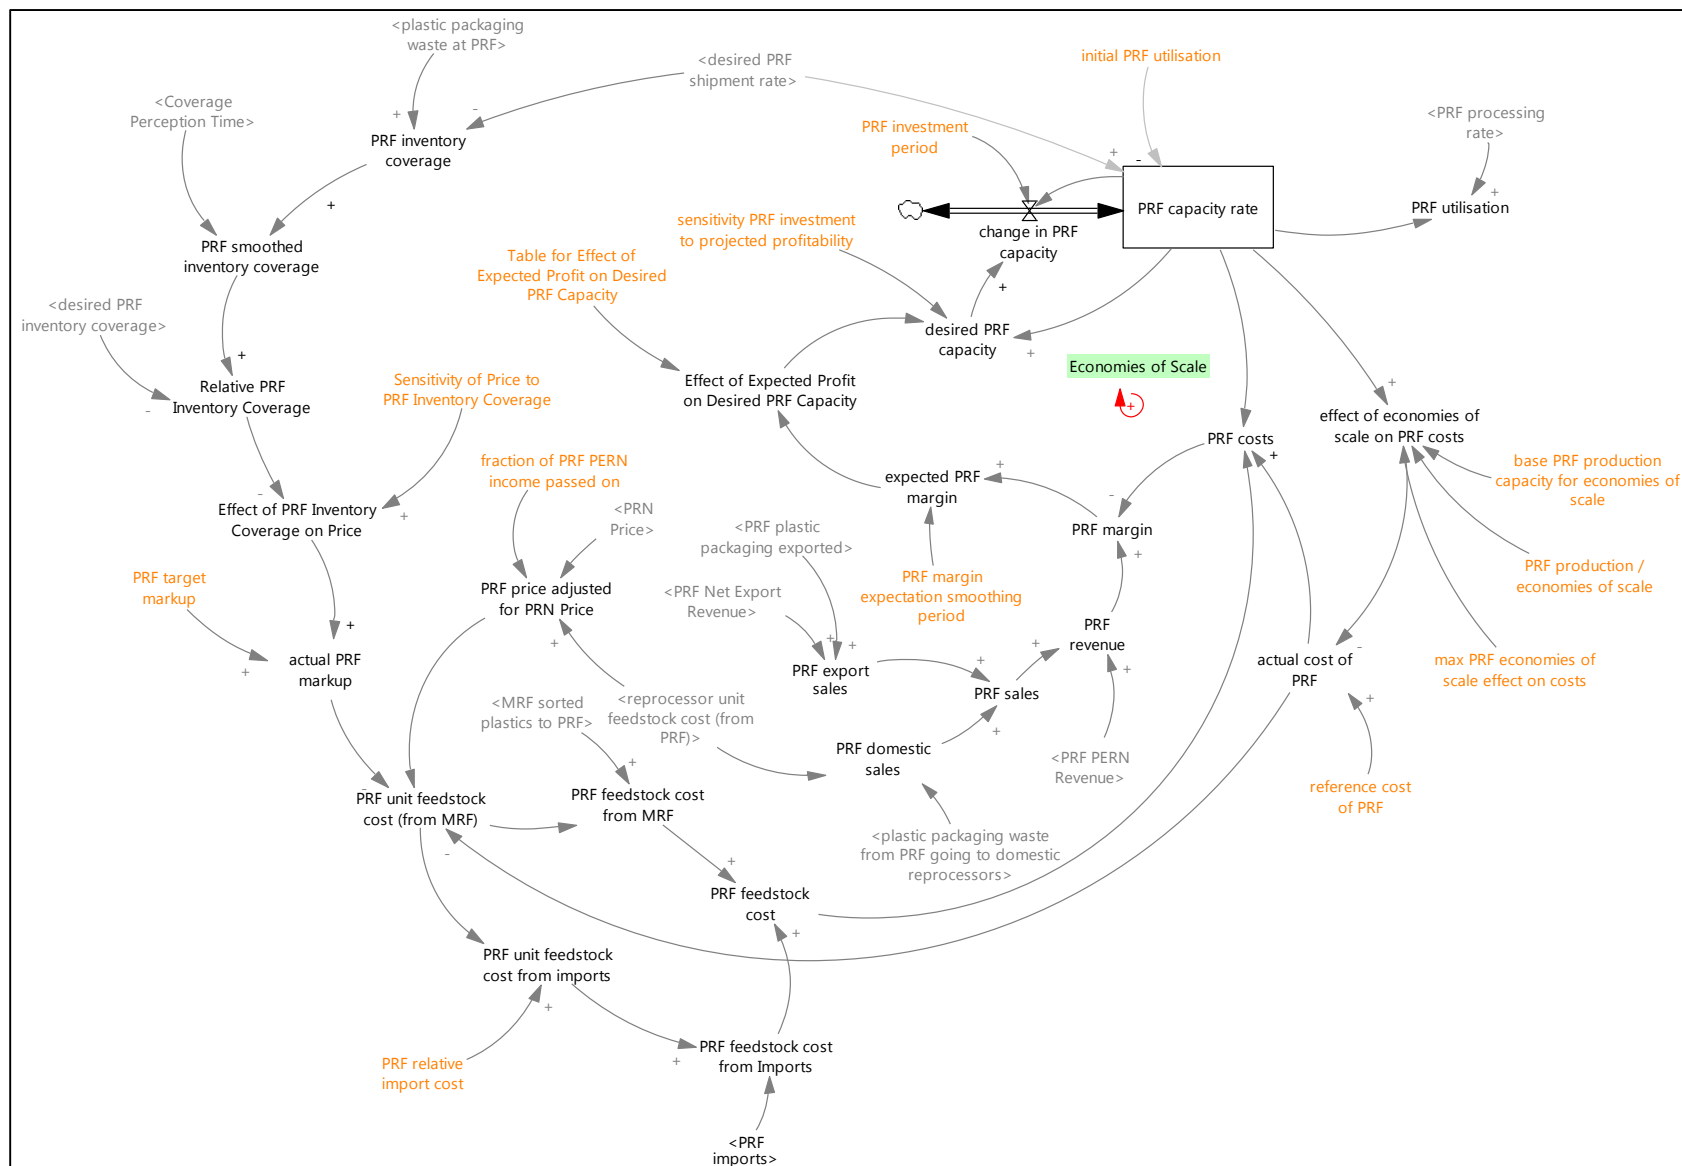 <plastic packaging
waste at PRF>
<desired PRF
shipment rate>
initial PRF utilisation
<Coverage
Perception Time>
+
-
PRF inventory
coverage
PRF investment
period
+
-
<PRF processing
rate>
+
PRF capacity rate
PRF utilisation
+
PRF smoothed
inventory coverage
sensitivity PRF investment
to projected profitability
change in PRF
capacity
Table for Effect of
Expected Profit on Desired
PRF Capacity
+
<desired PRF
inventory coverage>
desired PRF
capacity
+
+
Economies of Scale
+
Relative PRF
Inventory Coverage
-
Sensitivity of Price to
PRF Inventory Coverage
Effect of Expected Profit
on Desired PRF Capacity
+
effect of economies of
scale on PRF costs
PRF costs
+
fraction of PRF PERN
income passed on
+
expected PRF
margin
-
base PRF production
capacity for economies of
scale
-
Effect of PRF Inventory
Coverage on Price
+
<PRN
Price>
<PRF plastic
packaging exported>
PRF margin
+
PRF target
markup
PRF price adjusted
for PRN Price
<PRF Net Export
Revenue>
PRF margin
expectation smoothing
period
PRF production /
economies of scale
+
+
+
+
PRF
revenue
+
-
actual PRF
markup
+
PRF export
sales
+
PRF sales
+
+
actual cost of
PRF
max PRF economies of
scale effect on costs
<MRF sorted
plastics to PRF>
<reprocessor unit
feedstock cost (from
PRF)>
+
+
PRF domestic
sales
<PRF PERN
Revenue>
+
-
PRF unit feedstock
cost (from MRF)
-
PRF feedstock cost
from MRF
reference cost
of PRF
<plastic packaging waste
from PRF going to domestic
reprocessors>
+
PRF feedstock
cost
+
PRF unit feedstock
cost from imports
+
PRF relative
import cost
+
PRF feedstock cost
from Imports
<PRF
imports>